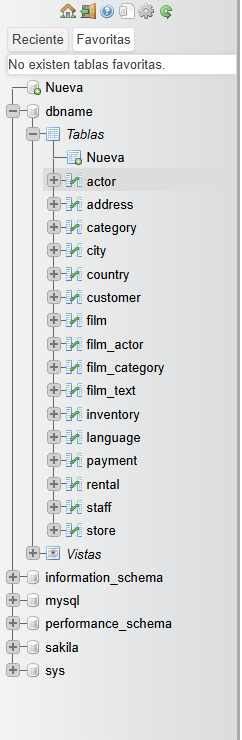 Reciente Favoritas
No existen tablas favoritas.
Nueva
dbname
Tablas
Nueva
actor
address
category
city
country
customer
film
film_actor
film_category
film_text
inventory
language
payment
rental
staff
store
Vistas
information_schema
mysql
performance_schema
sakila
sys